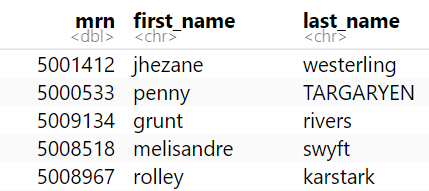 mrn first_name last_name
<dbl> <chr> <chr>
5001412 jhezane westerling
5000533 penny TARGARYEN
5009134 grunt rivers
5008518 melisandre swyft
5008967 rolley karstark